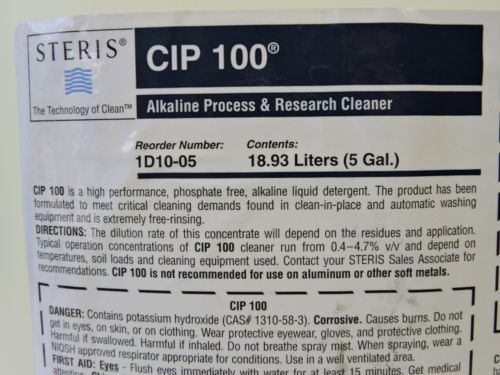 STERIS®
The Technology of Clean™
CIP 100®
Alkaline Process & Research Cleaner
Reorder Number: Contents:
1D10-05 18.93 Liters (5 Gal.)
CIP 100 is a high performance, phosphate free, alkaline liquid detergent. The product has been
formulated to meet critical cleaning demands found in clean-in-place and automatic washing
equipment and is extremely free-rinsing.
DIRECTIONS: The dilution rate of this concentrate will depend on the residues and application.
Typical operation concentrations of CIP 100 cleaner run from 0.4–4.7% v/v and depend on
temperatures, soil loads and cleaning equipment used. Contact your STERIS Sales Associate for
recommendations. CIP 100 is not recommended for use on aluminum or other soft metals.
CIP 100
DANGER: Contains potassium hydroxide (CAS# 1310-58-3). Corrosive. Causes burns. Do not
get in eyes, on skin, or on clothing. Wear protective eyewear, gloves, and protective clothing.
Harmful if swallowed. Harmful if inhaled. Do not breathe spray mist. When spraying, wear a
NIOSH approved respirator appropriate for conditions. Use in a well ventilated area.
FIRST AID: Eyes - Flush eyes immediately with water for at least 15 minutes. Get medical